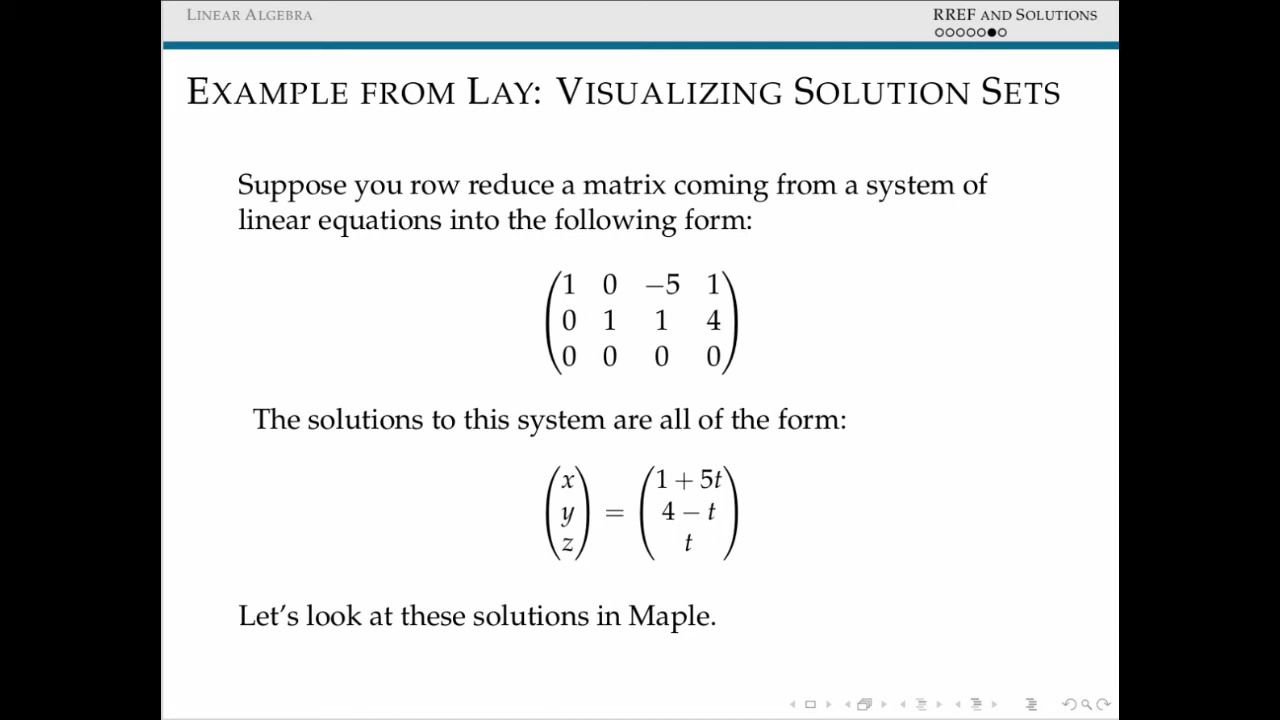 LINEAR ALGEBRA
RREF AND SOLUTIONS
EXAMPLE FROM LAY: VISUALIZING SOLUTION SETS
Suppose you row reduce a matrix coming from a system of
linear equations into the following form:
1 0 −5 1
0 1 1 4
0 0 0 0
The solutions to this system are all of the form:
x 1 + 5t
y = 4 − t
z t
Let's look at these solutions in Maple.